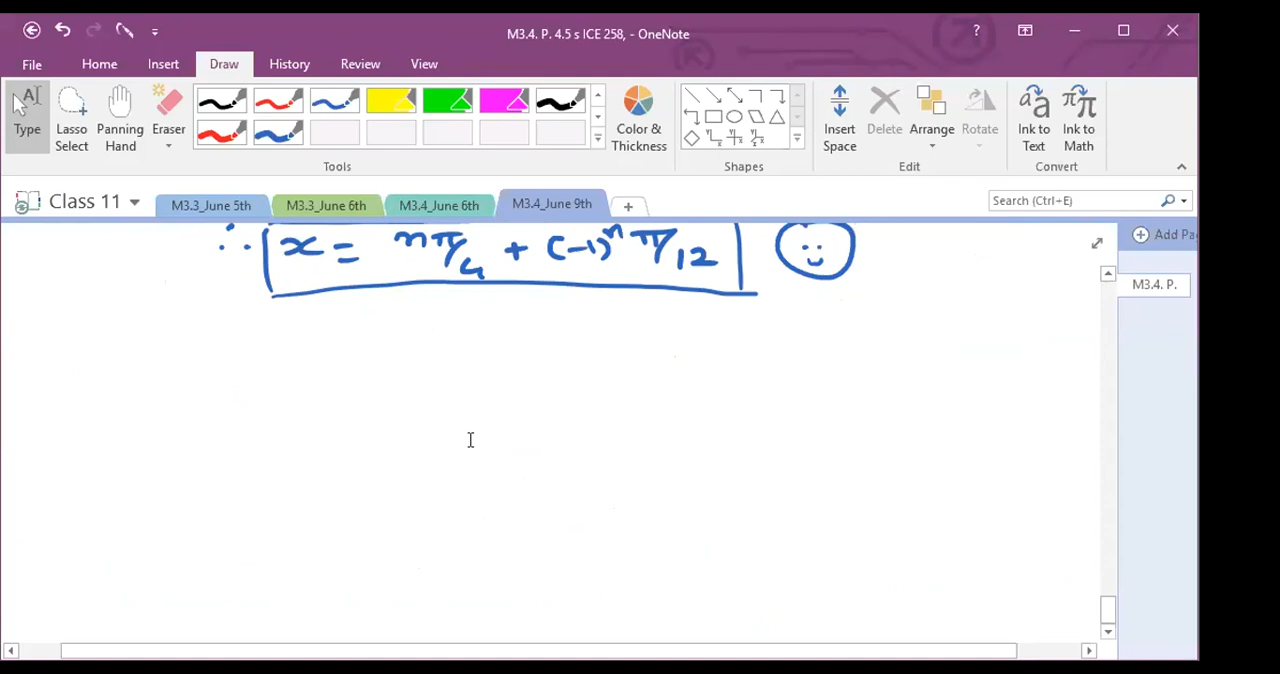 M3.4. P. 4.5 s ICE 258, - OneNote
?
File Home Insert Draw History Review View
Type
Lasso Select
Panning Hand
Eraser
Color & Thickness
Insert Space
Delete
Arrange
Rotate
Ink to Text
Ink to Math
Tools Shapes Edit Convert
Class 11 M3.3_June 5th M3.3_June 6th M3.4_June 6th M3.4_June 9th + Search (Ctrl+E)
∴ x = nπ/4 + (-1)ⁿ π/12
Add Pa
M3.4. P.